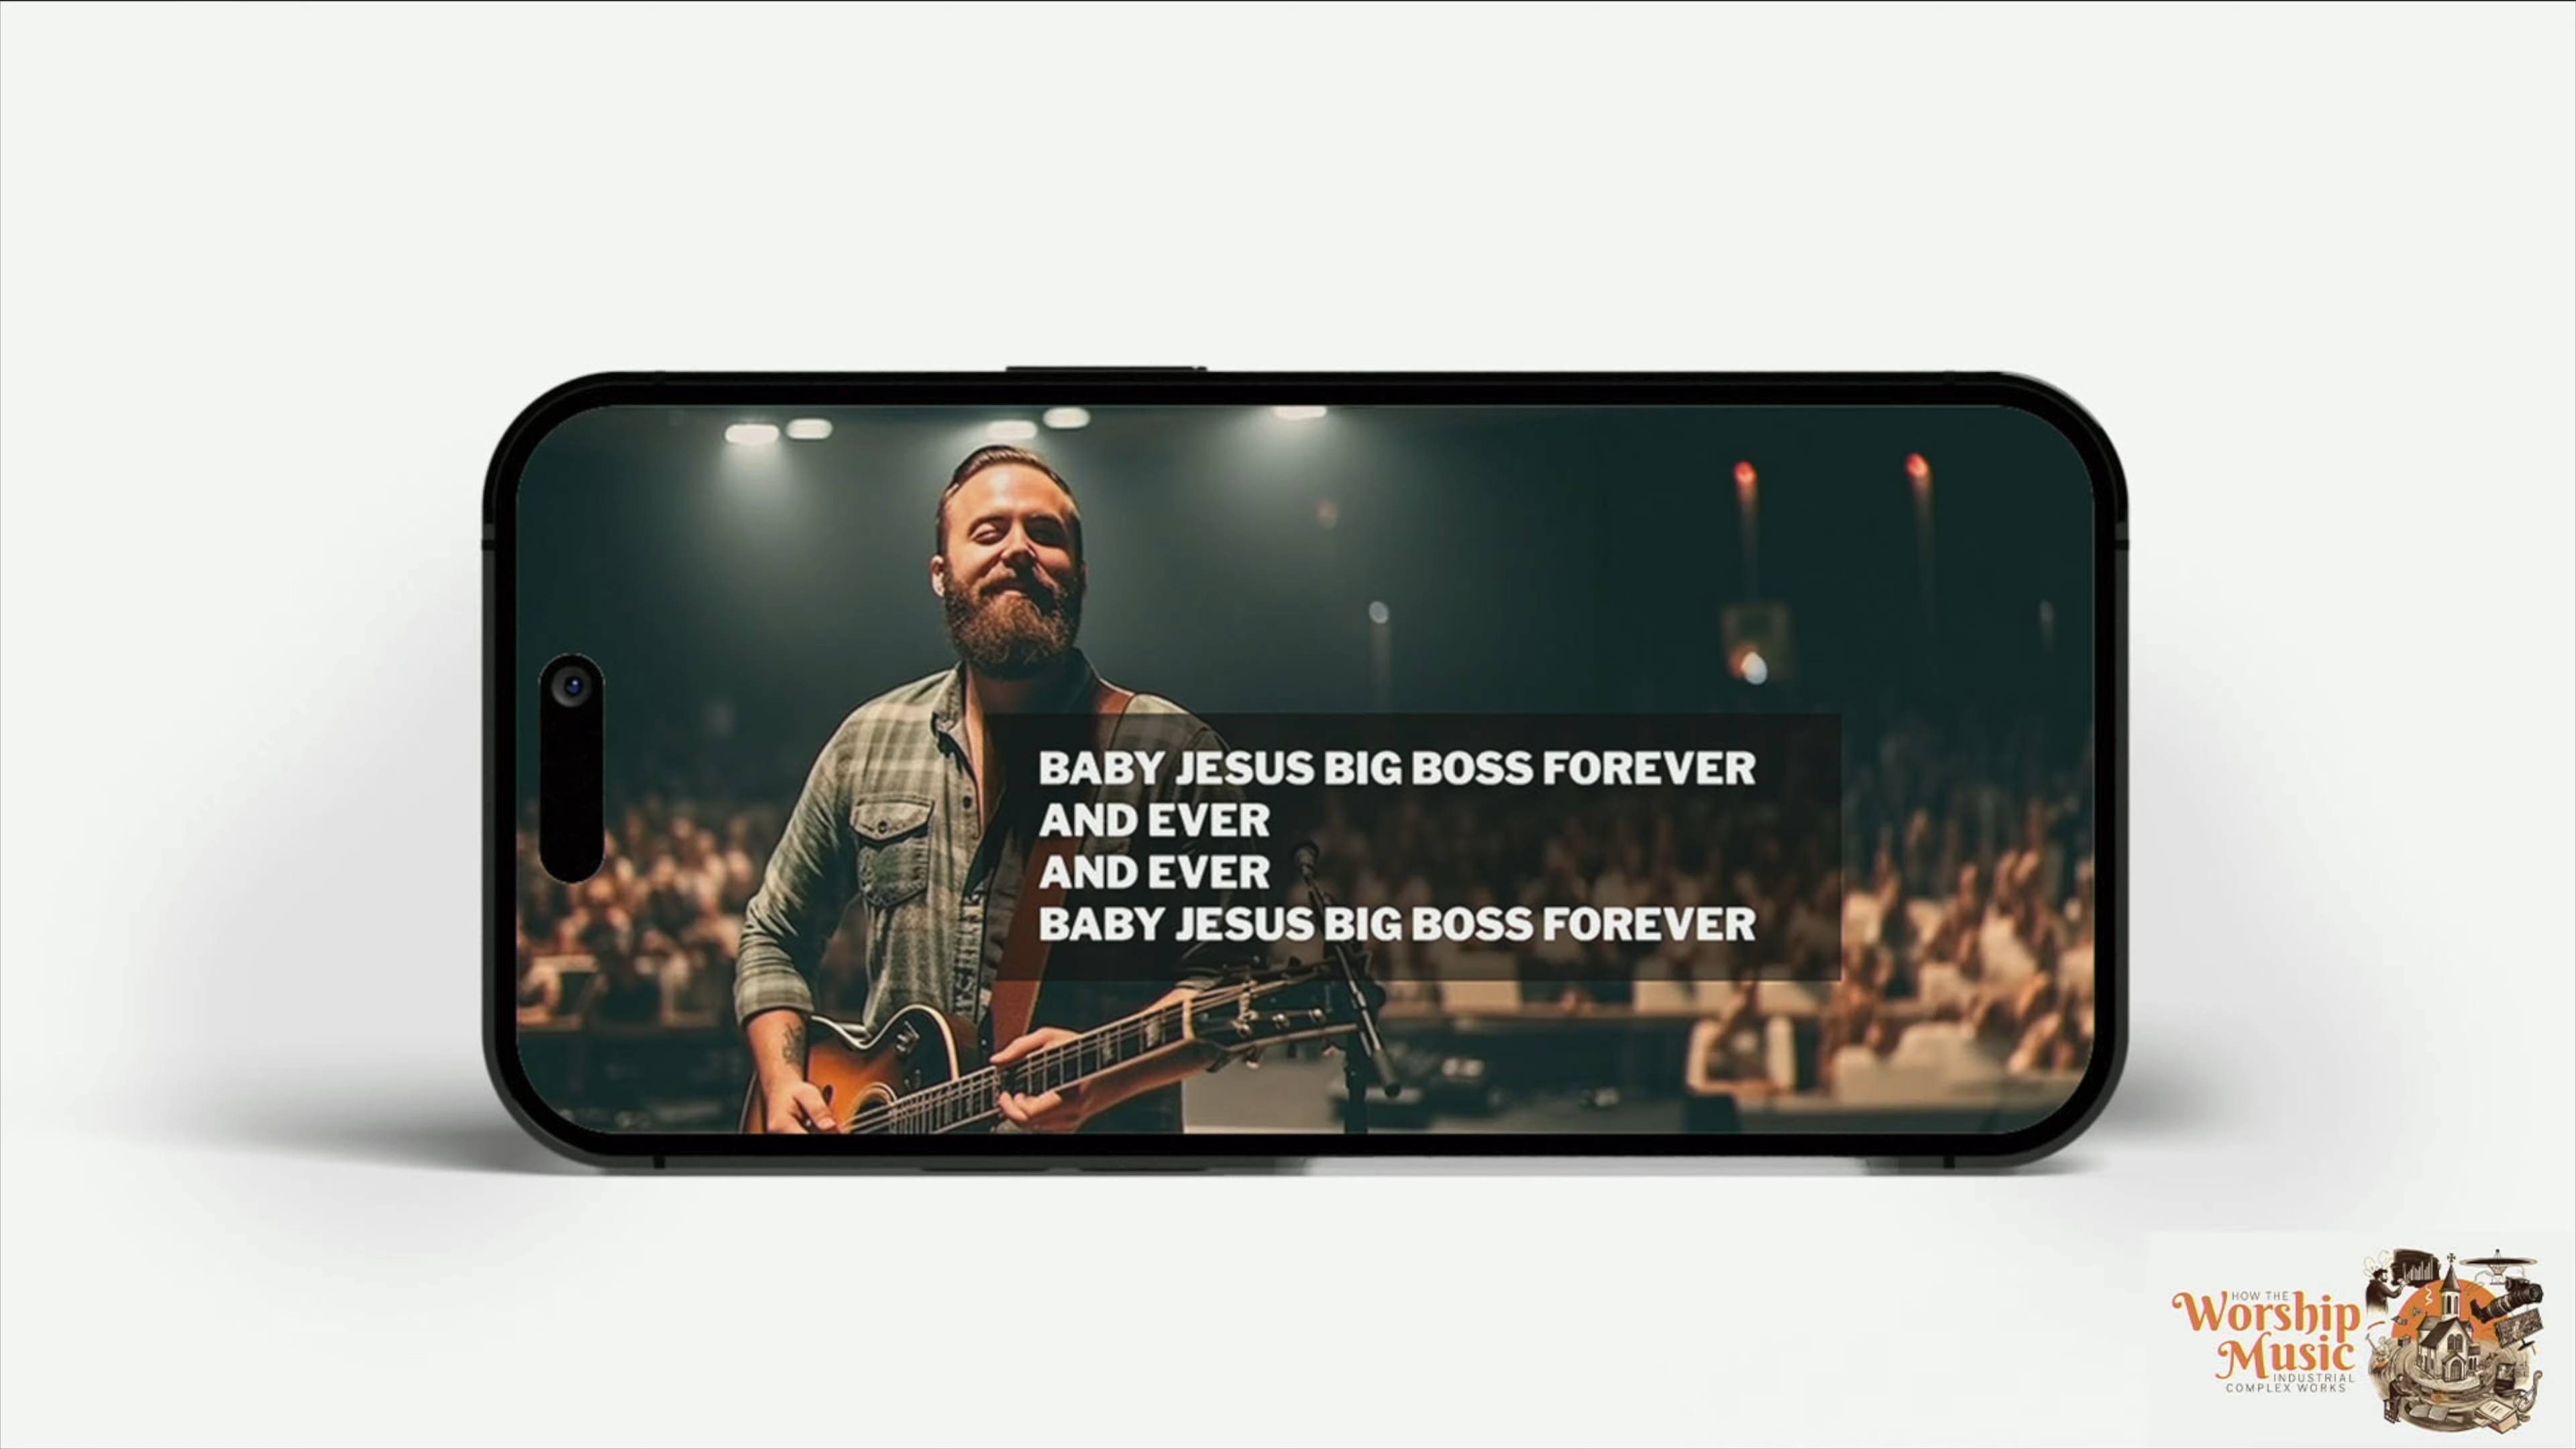 BABY JESUS BIG BOSS FOREVER
AND EVER
AND EVER
BABY JESUS BIG BOSS FOREVER
HOW THE
Worship
Music
INDUSTRIAL
COMPLEX WORKS